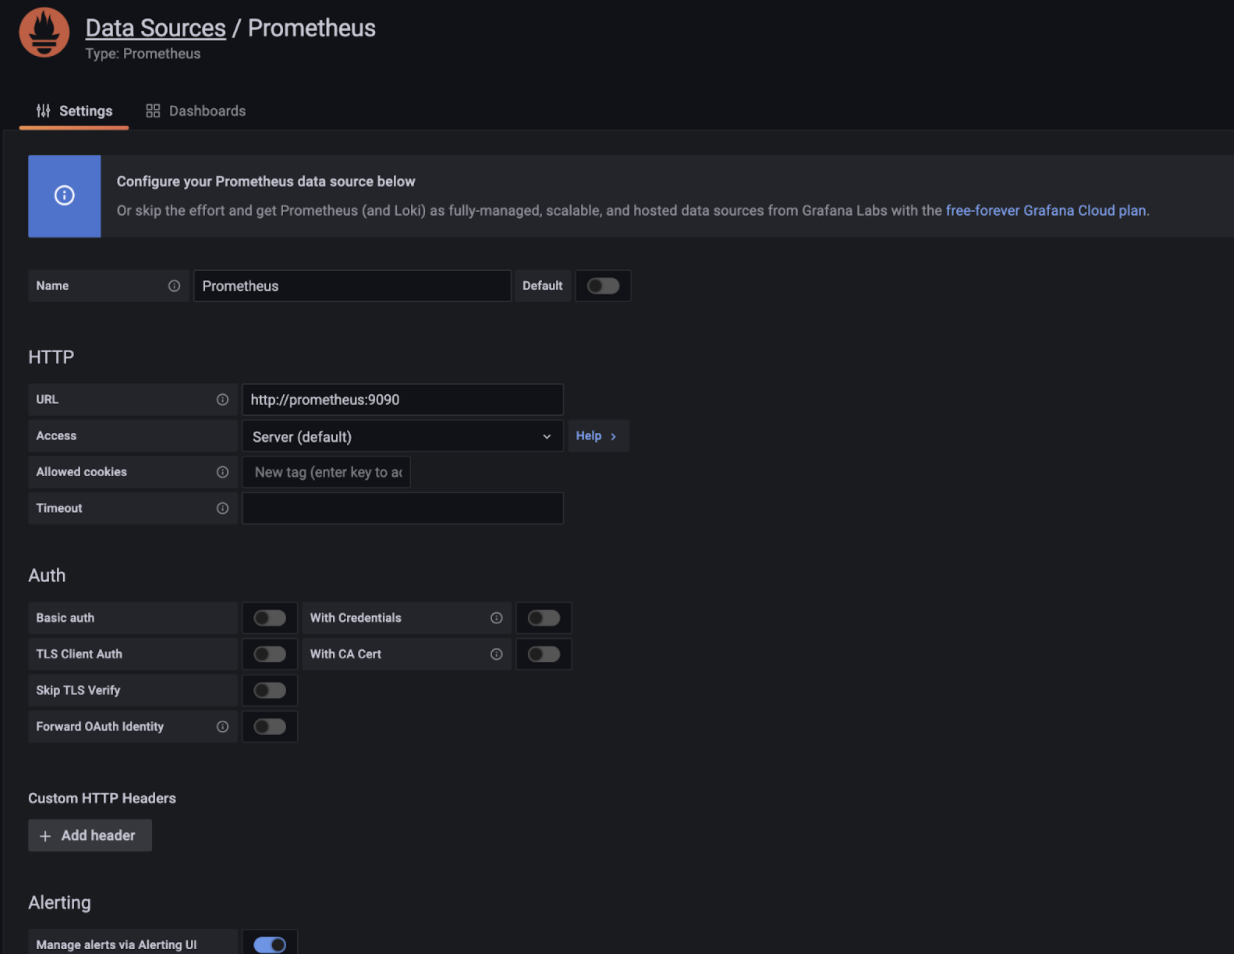 Data Sources / Prometheus
Type: Prometheus
Settings Dashboards
Configure your Prometheus data source below
Or skip the effort and get Prometheus (and Loki) as fully-managed, scalable, and hosted data sources from Grafana Labs with the free-forever Grafana Cloud plan.
Name Prometheus Default
HTTP
URL http://prometheus:9090
Access Server (default) Help >
Allowed cookies New tag (enter key to ac
Timeout
Auth
Basic auth With Credentials
TLS Client Auth With CA Cert
Skip TLS Verify
Forward OAuth Identity
Custom HTTP Headers
+ Add header
Alerting
Manage alerts via Alerting UI